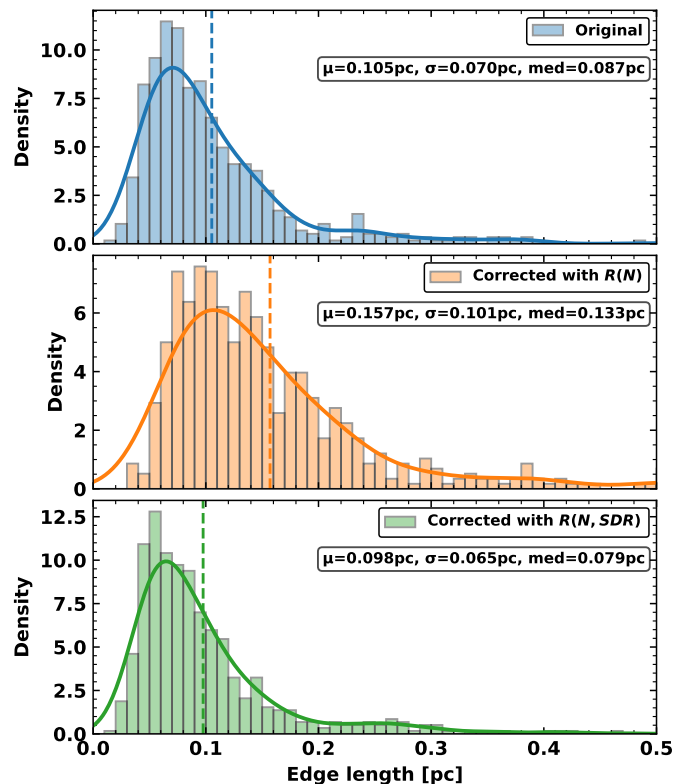 Original
μ=0.105pc, σ=0.070pc, med=0.087pc
Density
10.0
7.5
5.0
2.5
0.0
Corrected with R(N)
μ=0.157pc, σ=0.101pc, med=0.133pc
Density
6
4
2
0
Corrected with R(N, SDR)
μ=0.098pc, σ=0.065pc, med=0.079pc
Density
12.5
10.0
7.5
5.0
2.5
0.0
0.0 0.1 0.2 0.3 0.4 0.5
Edge length [pc]